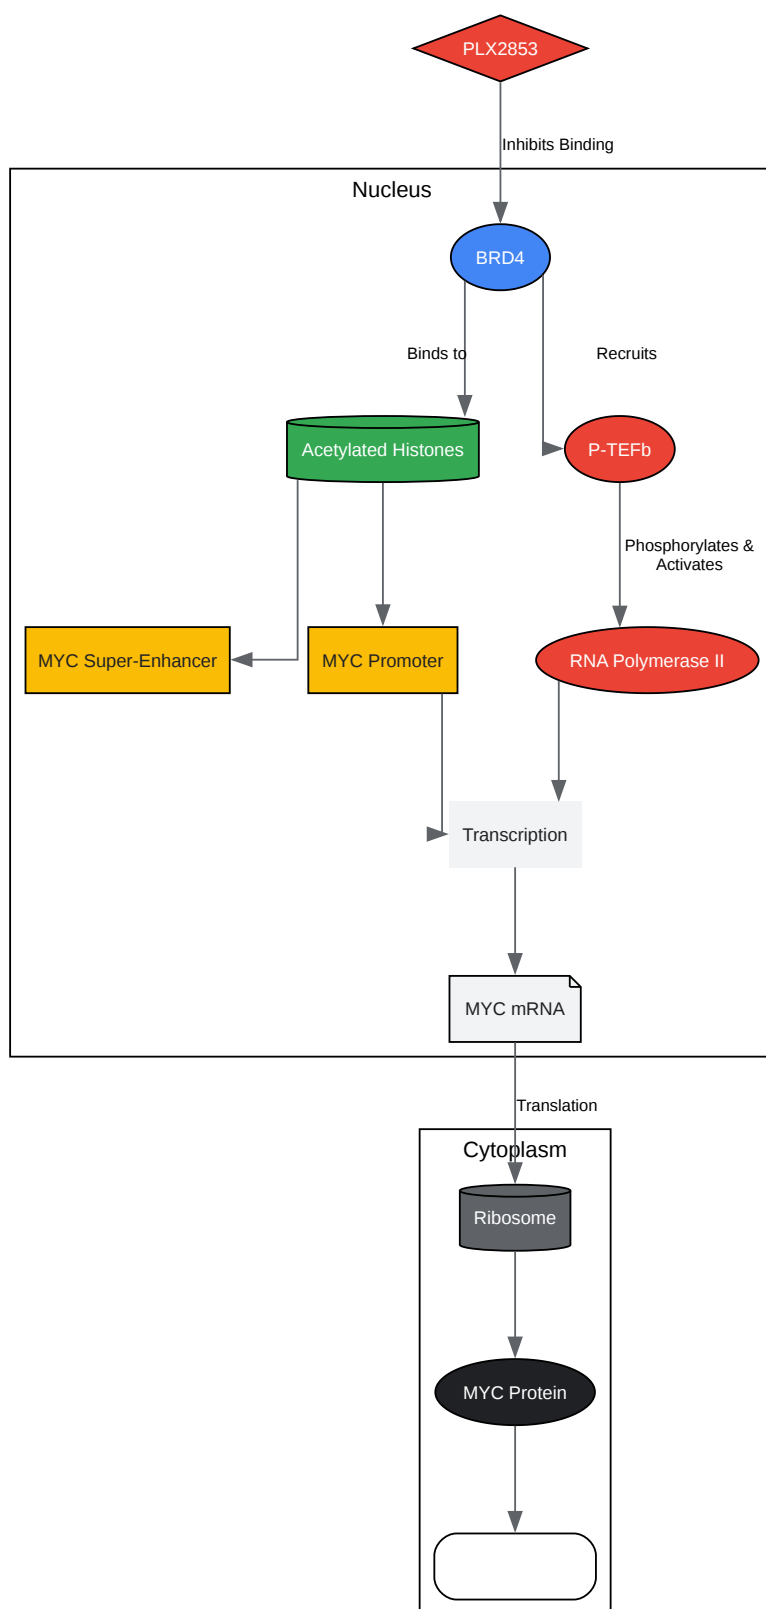 PLX2853
Inhibits Binding
Nucleus
BRD4
Binds to
Recruits
Acetylated Histones
P-TEFb
Phosphorylates &
Activates
MYC Super-Enhancer
MYC Promoter
RNA Polymerase II
Transcription
MYC mRNA
Translation
Cytoplasm
Ribosome
MYC Protein